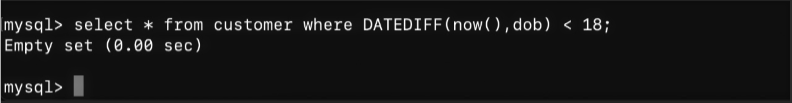 mysql> select * from customer where DATEDIFF(now(),dob) < 18;
Empty set (0.00 sec)
mysql>